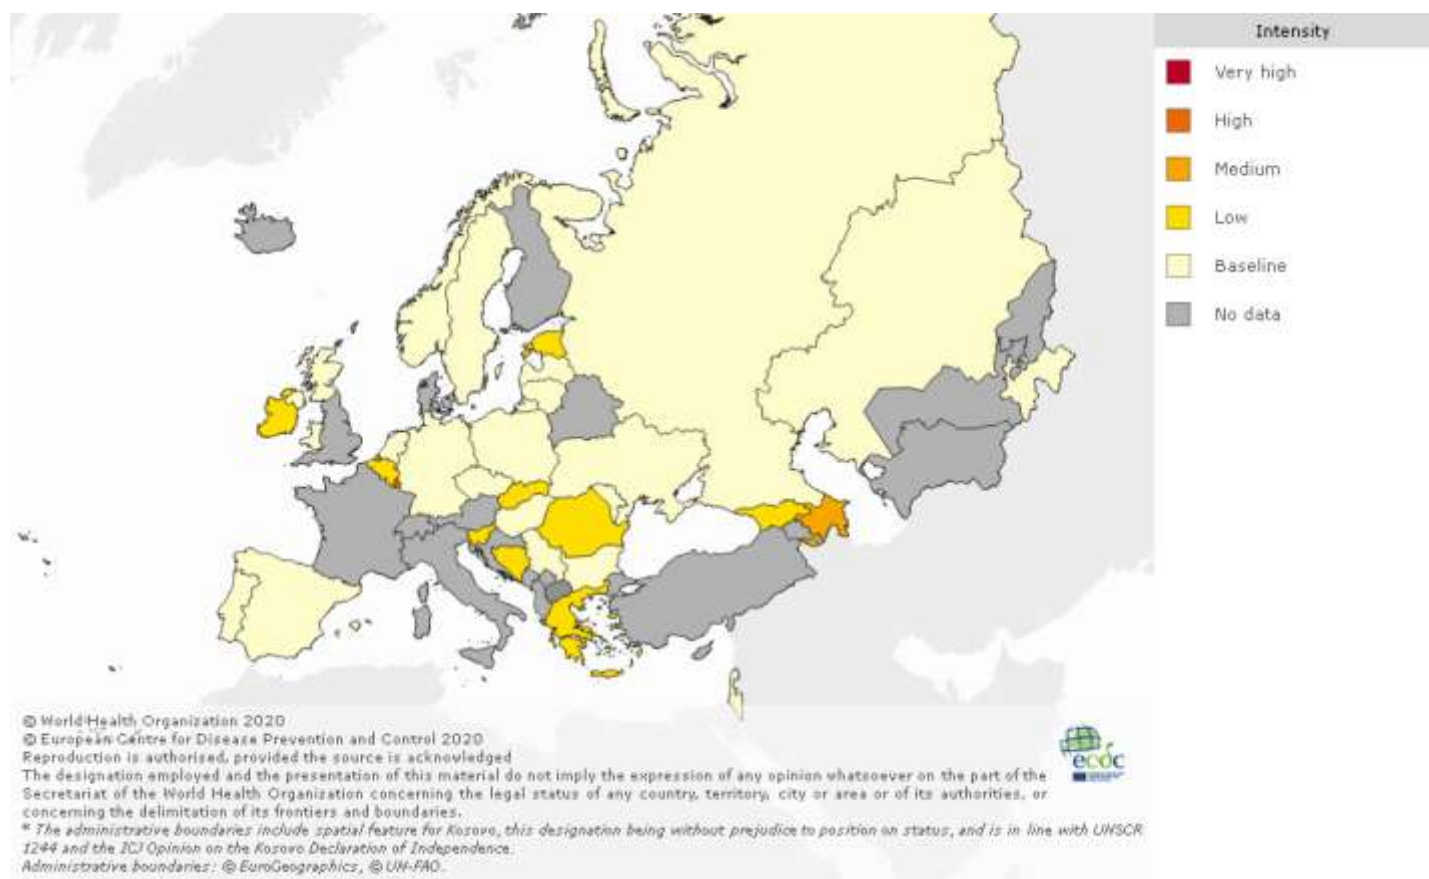 Intensity
Very high
High
Medium
Low
Baseline
No data
© World Health Organization 2020
© European Centre for Disease Prevention and Control 2020
Reproduction is authorised, provided the source is acknowledged
The designation employed and the presentation of this material do not imply the expression of any opinion whatsoever on the part of the
Secretariat of the World Health Organization concerning the legal status of any country, territory, city or area or of its authorities, or
concerning the delimitation of its frontiers and boundaries.
* The administrative boundaries include spatial feature for Kosovo, this designation being without prejudice to position on status, and is in line with UNSCR
1244 and the ICJ Opinion on the Kosovo Declaration of Independence.
Administrative boundaries: © EuroGeographics, © UN-FAO.
ecdc